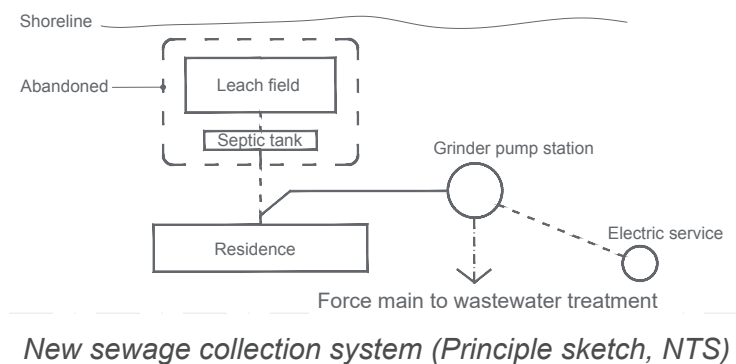 Shoreline
Abandoned
Leach field
Septic tank
Grinder pump station
Residence
Electric service
Force main to wastewater treatment
New sewage collection system (Principle sketch, NTS)